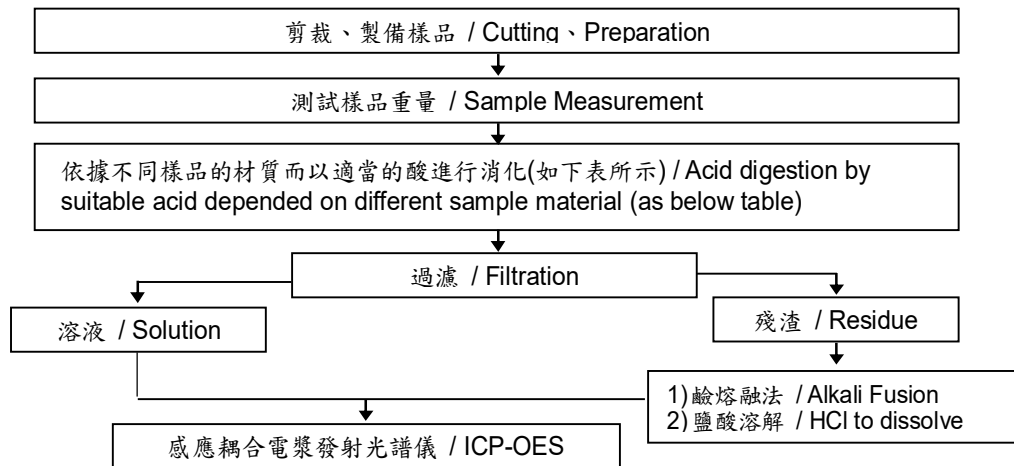 剪裁、製備樣品 / Cutting、Preparation
測試樣品重量 / Sample Measurement
依據不同樣品的材質而以適當的酸進行消化(如下表所示) / Acid digestion by
suitable acid depended on different sample material (as below table)
過濾 / Filtration
溶液 / Solution
殘渣 / Residue
1)鹼熔融法 / Alkali Fusion
2)鹽酸溶解 / HCl to dissolve
感應耦合電漿發射光譜儀 / ICP-OES